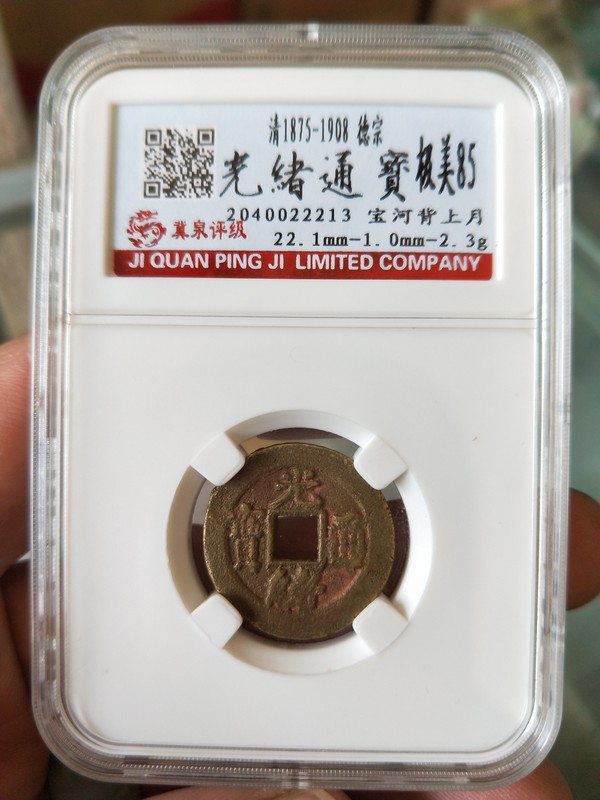 清1875-1908 德宗
光緒通寶 极美85
2040022213 宝河背上月
冀泉评级 22.1mm-1.0mm-2.3g
JI QUAN PING JI LIMITED COMPANY
光
寶 通
緒